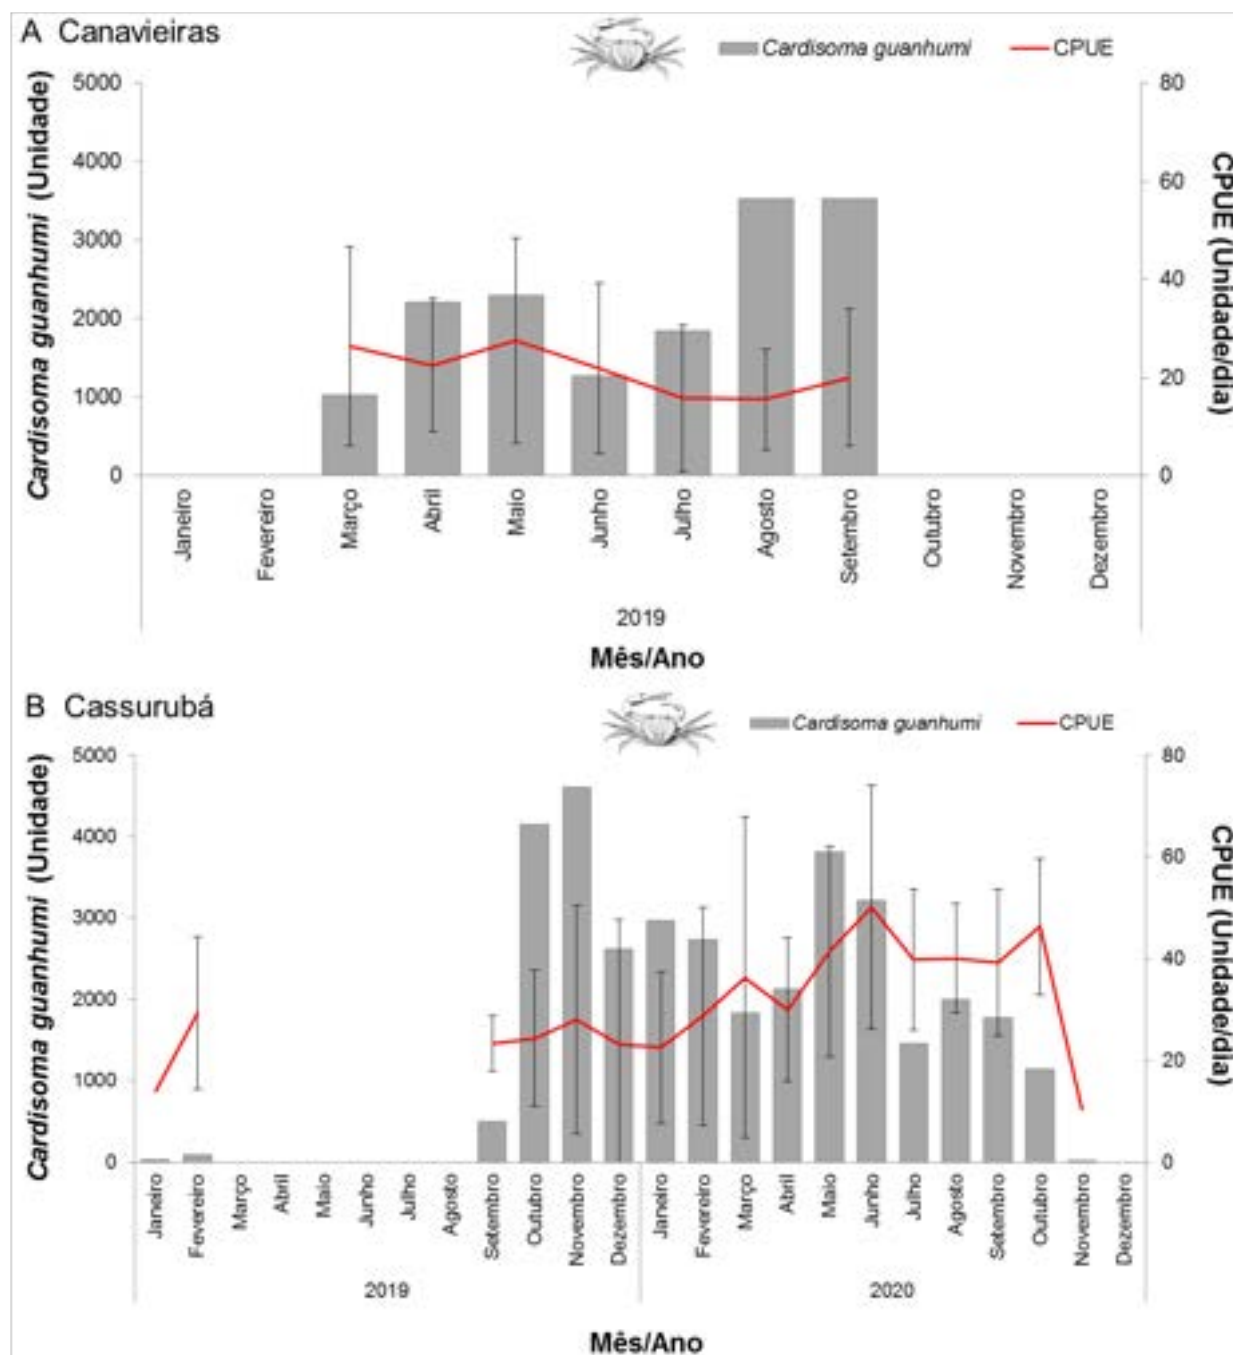 A Canavieiras
Cardisoma guanhumi CPUE
Cardisoma guanhumi (Unidade)
5000
4000
3000
2000
1000
0
80
60
40
20
0
CPUE (Unidade/dia)
Janeiro Fevereiro Março Abril Maio Junho Julho Agosto Setembro Outubro Novembro Dezembro
2019
Mês/Ano
B Cassurubá
Cardisoma guanhumi CPUE
Cardisoma guanhumi (Unidade)
5000
4000
3000
2000
1000
0
80
60
40
20
0
CPUE (Unidade/dia)
Janeiro Fevereiro Março Abril Maio Junho Julho Agosto Setembro Outubro Novembro Dezembro Janeiro Fevereiro Março Abril Maio Junho Julho Agosto Setembro Outubro Novembro Dezembro
2019 2020
Mês/Ano